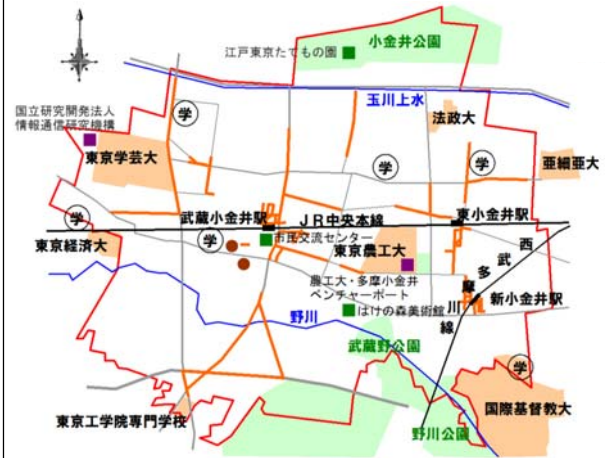 小金井公園
江戸東京たてもの園
玉川上水
国立研究開発法人
情報通信研究機構
学
法政大
東京学芸大
学
学
亜細亜大
学
武蔵小金井駅
JR中央本線
東小金井駅
学
東京経済大
市民交流センター
東京農工大
西武多摩川線
農工大・多摩小金井
ベンチャーポート
新小金井駅
はけの森美術館
野川
武蔵野公園
学
国際基督教大
東京工学院専門学校
野川公園